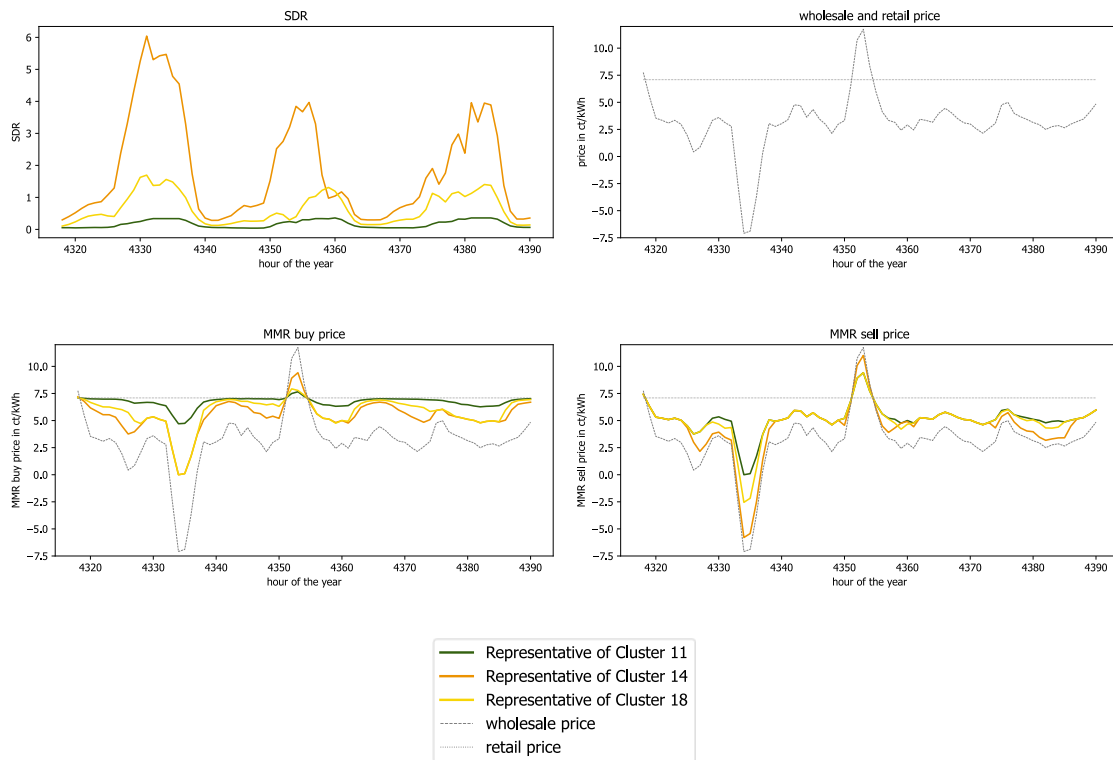 SDR
6
5
4
3
2
1
0
SDR
4320 4330 4340 4350 4360 4370 4380 4390
hour of the year
wholesale and retail price
10.0
7.5
5.0
2.5
0.0
−2.5
−5.0
−7.5
price in ct/kWh
4320 4330 4340 4350 4360 4370 4380 4390
hour of the year
MMR buy price
10.0
7.5
5.0
2.5
0.0
−2.5
−5.0
−7.5
MMR buy price in ct/kWh
4320 4330 4340 4350 4360 4370 4380 4390
hour of the year
MMR sell price
10.0
7.5
5.0
2.5
0.0
−2.5
−5.0
−7.5
MMR sell price in ct/kWh
4320 4330 4340 4350 4360 4370 4380 4390
hour of the year
Representative of Cluster 11
Representative of Cluster 14
Representative of Cluster 18
wholesale price
retail price